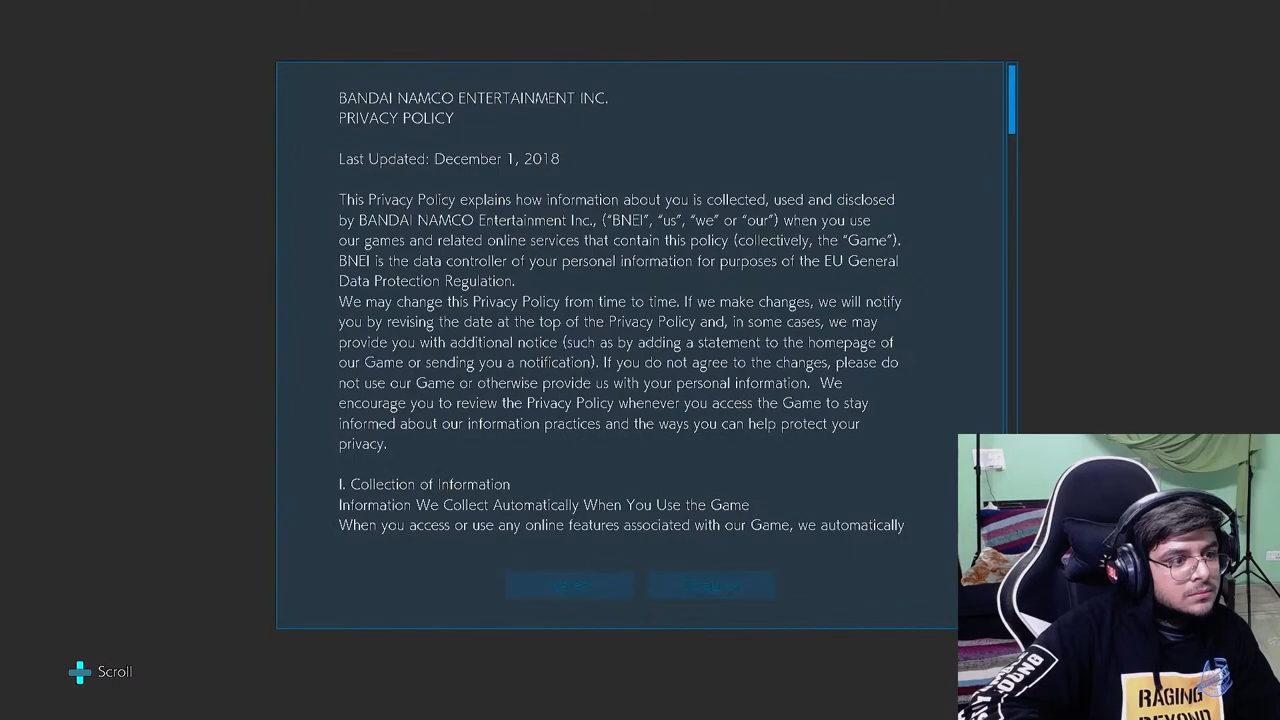 BANDAI NAMCO ENTERTAINMENT INC.
PRIVACY POLICY
Last Updated: December 1, 2018
This Privacy Policy explains how information about you is collected, used and disclosed
by BANDAI NAMCO Entertainment Inc., (“BNEI”, “us”, “we” or “our”) when you use
our games and related online services that contain this policy (collectively, the “Game”).
BNEI is the data controller of your personal information for purposes of the EU General
Data Protection Regulation.
We may change this Privacy Policy from time to time. If we make changes, we will notify
you by revising the date at the top of the Privacy Policy and, in some cases, we may
provide you with additional notice (such as by adding a statement to the homepage of
our Game or sending you a notification). If you do not agree to the changes, please do
not use our Game or otherwise provide us with your personal information.  We
encourage you to review the Privacy Policy whenever you access the Game to stay
informed about our information practices and the ways you can help protect your
privacy.
I. Collection of Information
Information We Collect Automatically When You Use the Game
When you access or use any online features associated with our Game, we automatically
Scroll
RAGING
BEYOND